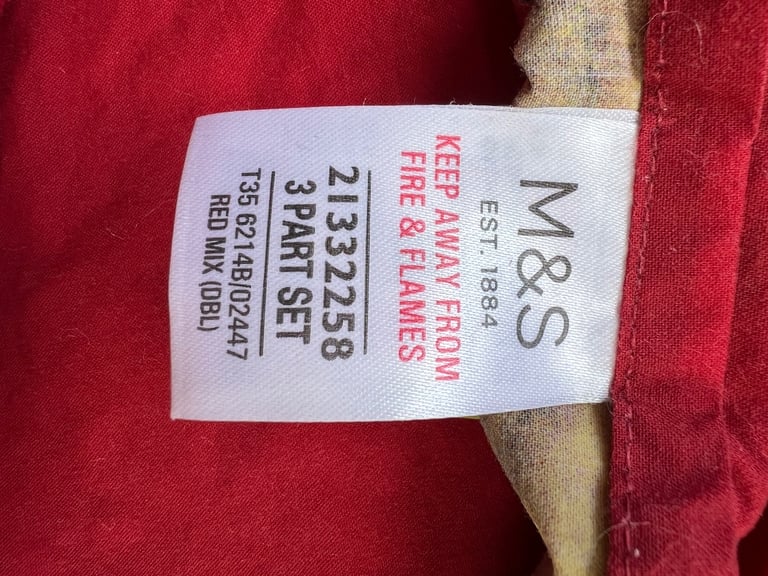 M&S
EST. 1884
KEEP AWAY FROM
FIRE & FLAMES
21332258
3 PART SET
T35 6214B/02447
RED MIX (DBL)